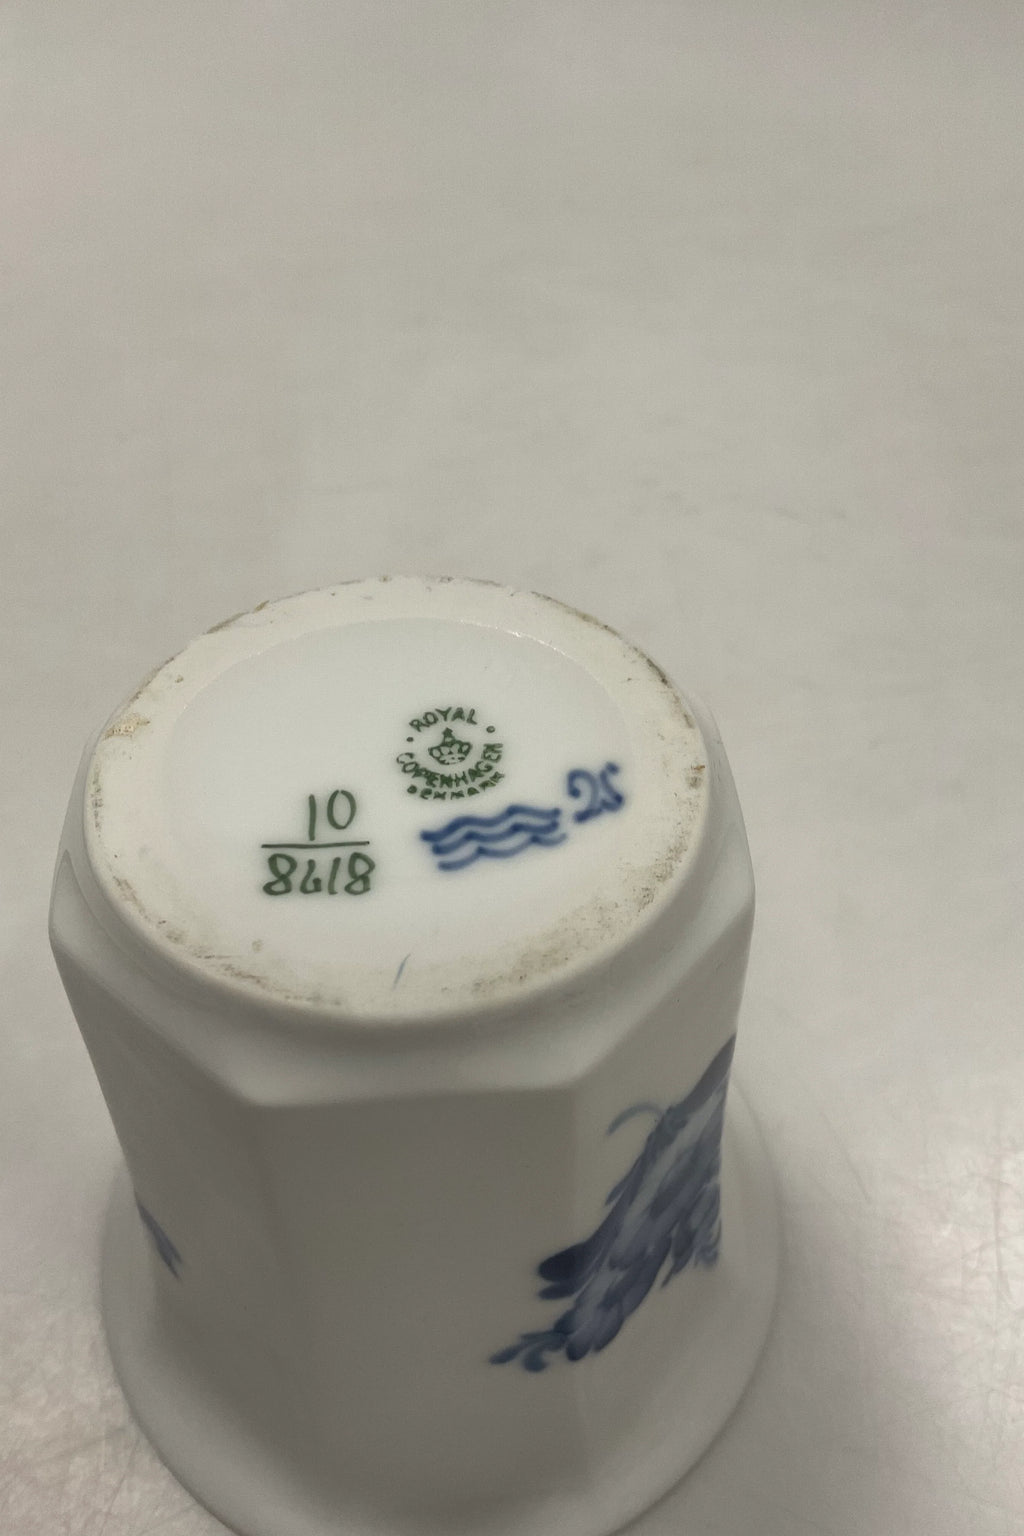 ROYAL
COPENHAGEN
DENMARK
10
8618